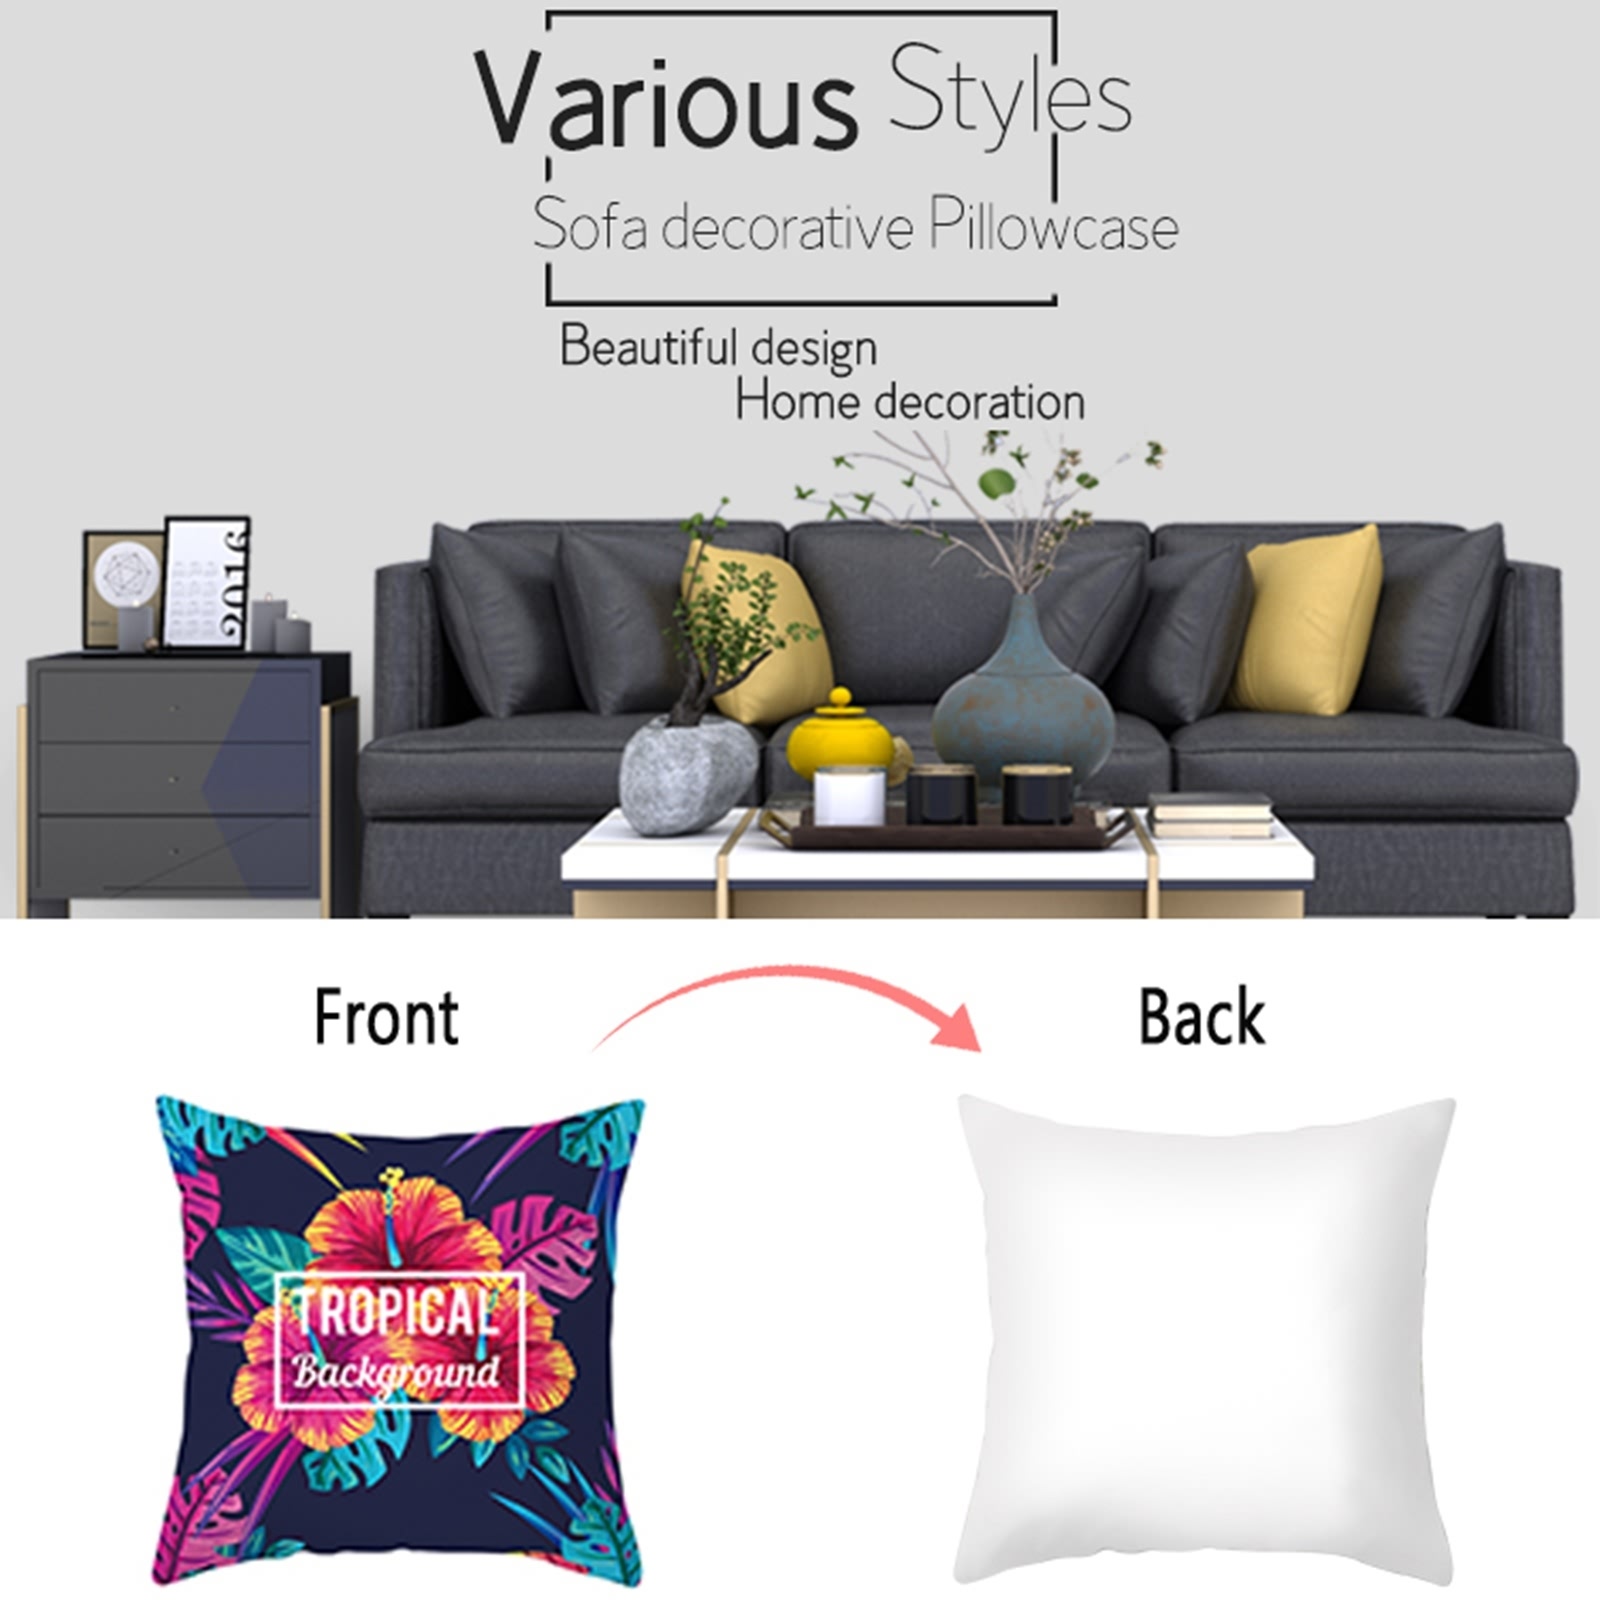 Various Styles
Sofa decorative Pillowcase
Beautiful design
Home decoration
2016
Front
Back
TROPICAL
Background